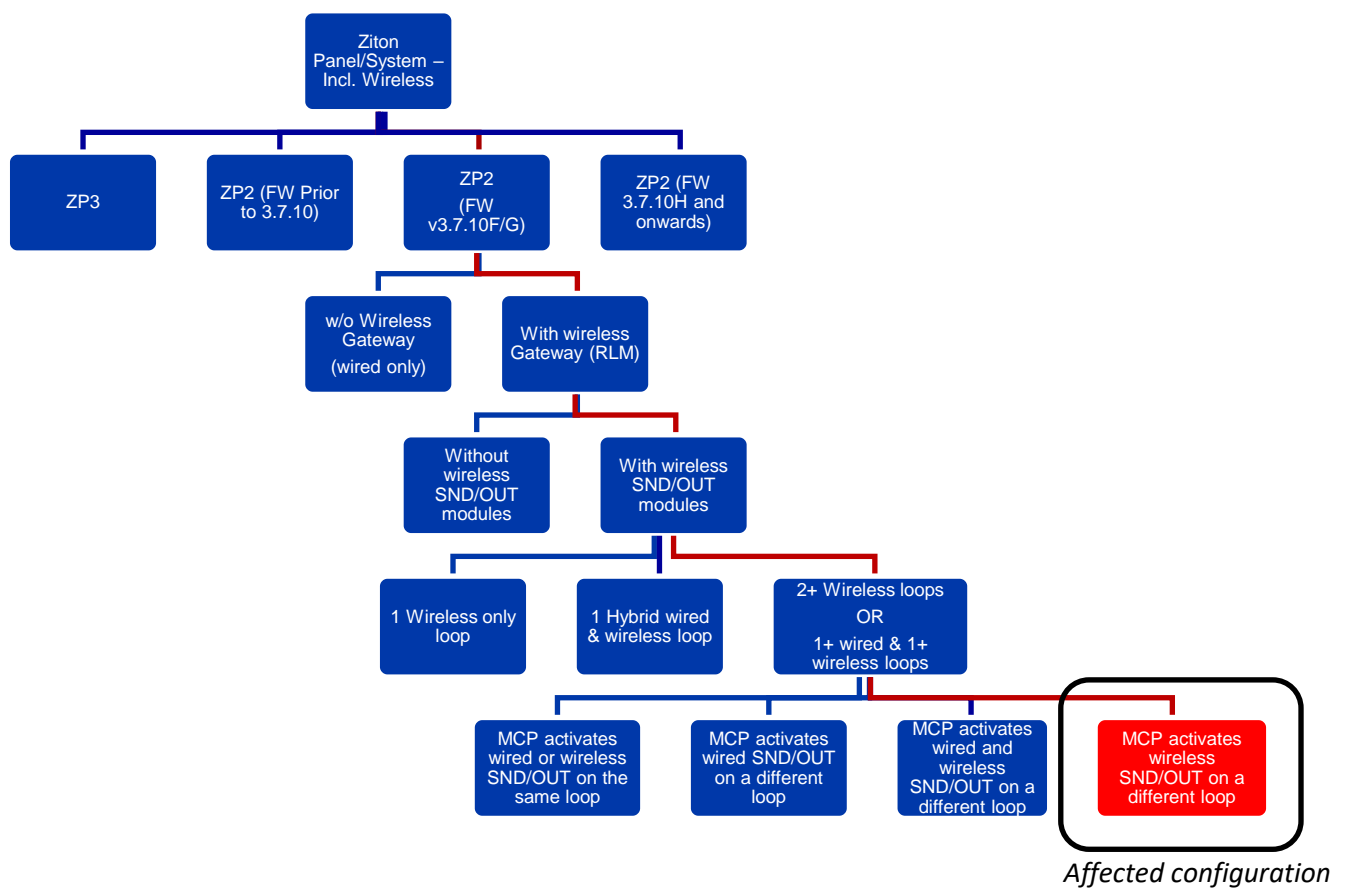 Ziton
Panel/System –
Incl. Wireless
ZP3
ZP2 (FW Prior
to 3.7.10)
ZP2
(FW
v3.7.10F/G)
ZP2 (FW
3.7.10H and
onwards)
w/o Wireless
Gateway
(wired only)
With wireless
Gateway (RLM)
Without
wireless
SND/OUT
modules
With wireless
SND/OUT
modules
1 Wireless only
loop
1 Hybrid wired
& wireless loop
2+ Wireless loops
OR
1+ wired & 1+
wireless loops
MCP activates
wired or wireless
SND/OUT on the
same loop
MCP activates
wired SND/OUT
on a different
loop
MCP activates
wired and
wireless
SND/OUT on a
different loop
MCP activates
wireless
SND/OUT on a
different loop
Affected configuration